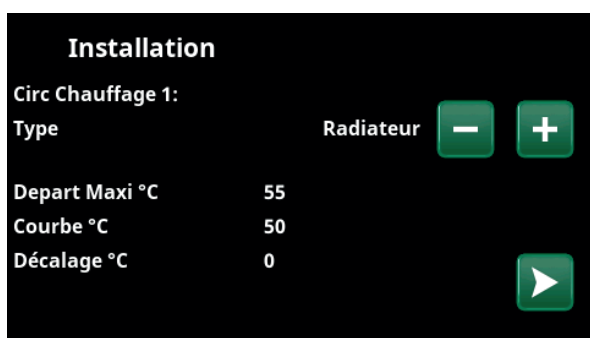 Installation
Circ Chauffage 1:
Type Radiateur − +
Depart Maxi °C 55
Courbe °C 50
Décalage °C 0